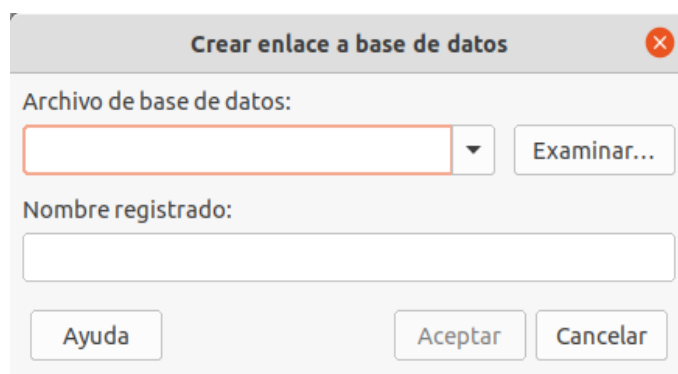 Crear enlace a base de datos
Archivo de base de datos:
Examinar...
Nombre registrado:
Ayuda
Aceptar
Cancelar